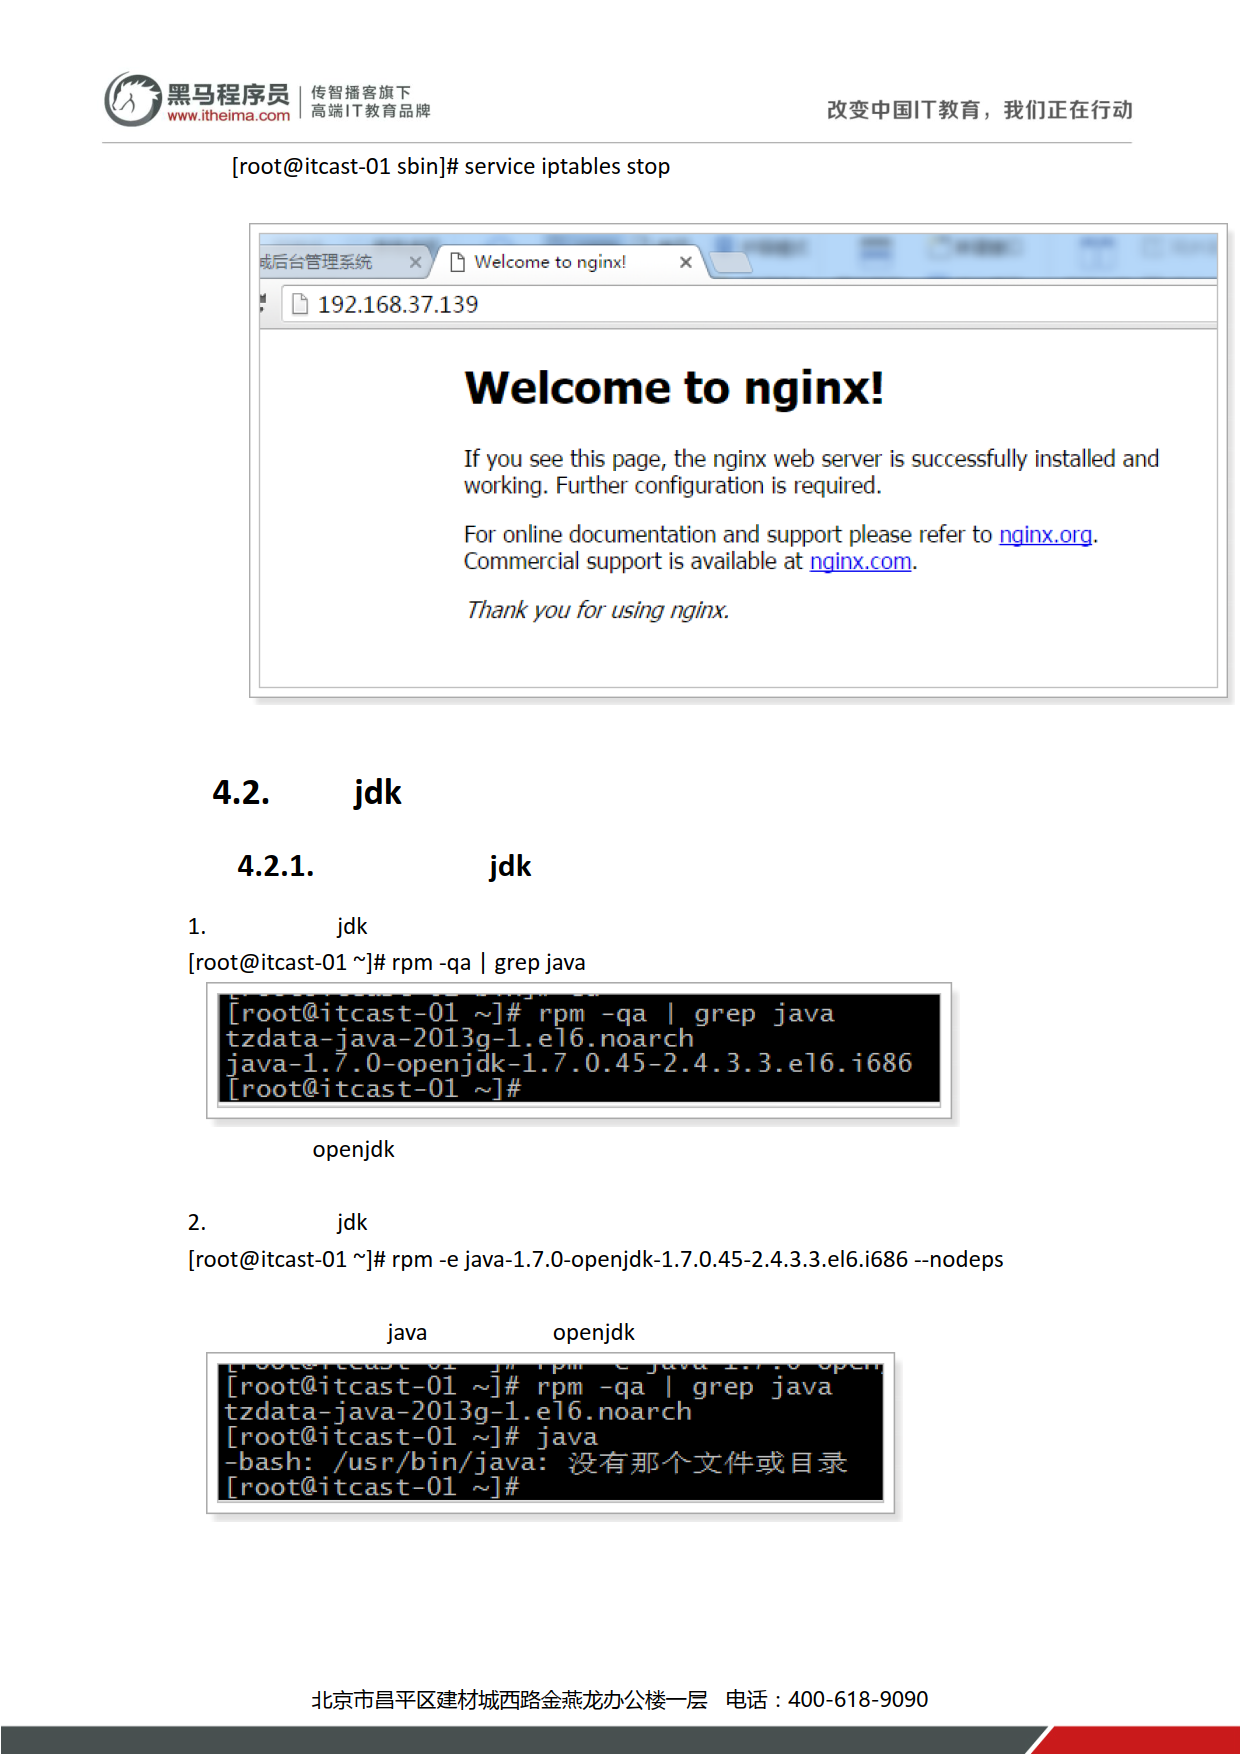 黑马程序员
www.itheima.com
传智播客旗下
高端IT教育品牌
改变中国IT教育，我们正在行动
[root@itcast-01 sbin]# service iptables stop
城后台管理系统
Welcome to nginx!
192.168.37.139
Welcome to nginx!
If you see this page, the nginx web server is successfully installed and
working. Further configuration is required.
For online documentation and support please refer to nginx.org.
Commercial support is available at nginx.com.
Thank you for using nginx.
4.2. jdk
4.2.1. jdk
1. jdk
[root@itcast-01 ~]# rpm -qa | grep java
[root@itcast-01 ~]# rpm -qa | grep java
tzdata-java-2013g-1.el6.noarch
java-1.7.0-openjdk-1.7.0.45-2.4.3.3.el6.i686
[root@itcast-01 ~]#
openjdk
2. jdk
[root@itcast-01 ~]# rpm -e java-1.7.0-openjdk-1.7.0.45-2.4.3.3.el6.i686 --nodeps
java openjdk
[root@itcast-01 ~]# rpm -e java-1.7.0-open
[root@itcast-01 ~]# rpm -qa | grep java
tzdata-java-2013g-1.el6.noarch
[root@itcast-01 ~]# java
-bash: /usr/bin/java: 没有那个文件或目录
[root@itcast-01 ~]#
北京市昌平区建材城西路金燕龙办公楼一层 电话：400-618-9090